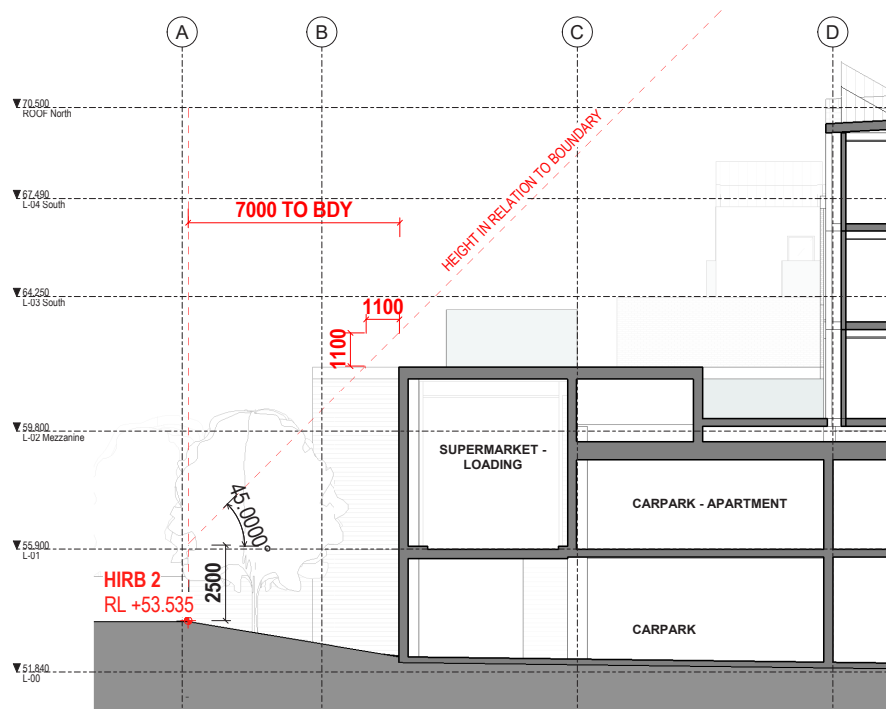 A
B
C
D
70,500
ROOF North
67,490
L-04 South
7000 TO BDY
HEIGHT IN RELATION TO BOUNDARY
64,250
L-03 South
1100
1100
59,800
L-02 Mezzanine
SUPERMARKET -
LOADING
45.0000°
CARPARK - APARTMENT
55,900
L-01
2500
HIRB 2
RL +53.535
CARPARK
51,840
L-00